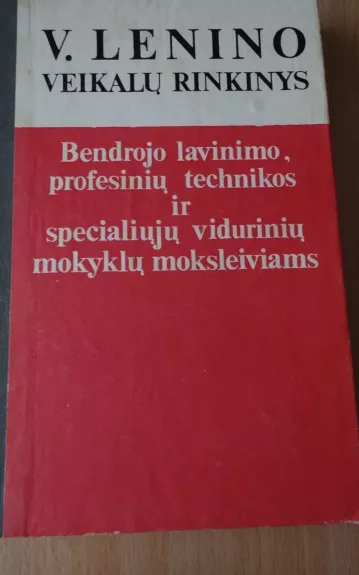 V. LENINO
VEIKALŲ RINKINYS
Bendrojo lavinimo,
profesinių technikos
ir
specialiųjų vidurinių
mokyklų moksleiviams